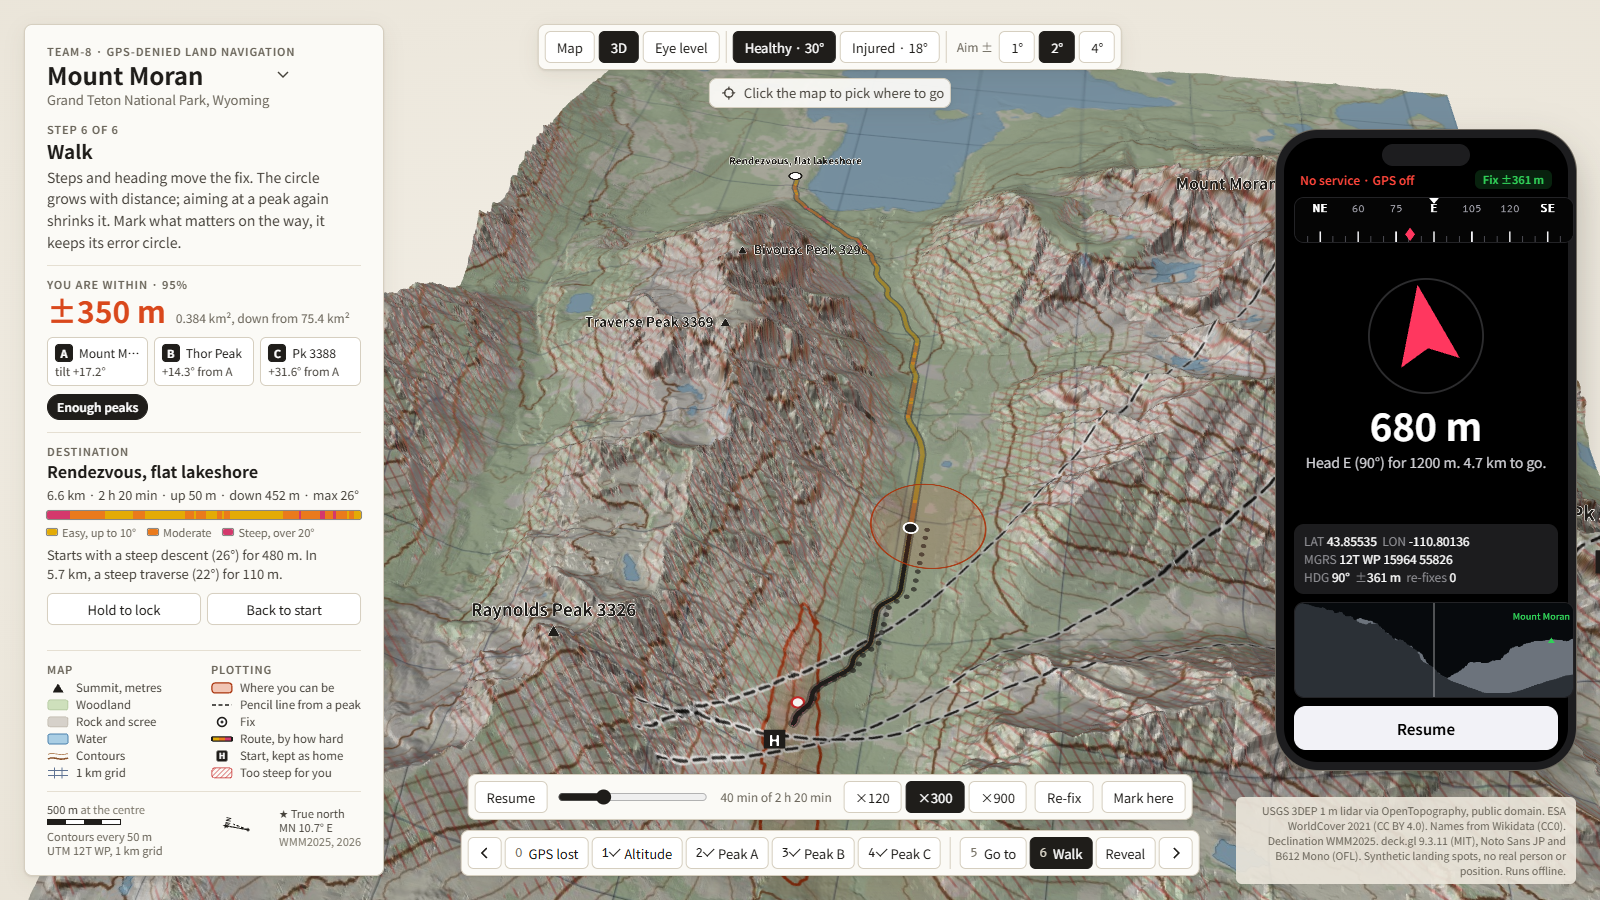 TEAM-8 · GPS-DENIED LAND NAVIGATION
Mount Moran
Grand Teton National Park, Wyoming
STEP 6 OF 6
Walk
Steps and heading move the fix. The circle
grows with distance; aiming at a peak again
shrinks it. Mark what matters on the way, it
keeps its error circle.
YOU ARE WITHIN · 95%
±350 m 0.384 km², down from 75.4 km²
A Mount M···
tilt +17.2°
B Thor Peak
+14.3° from A
C Pk 3388
+31.6° from A
Enough peaks
DESTINATION
Rendezvous, flat lakeshore
6.6 km · 2 h 20 min · up 50 m · down 452 m · max 26°
Easy, up to 10° Moderate Steep, over 20°
Starts with a steep descent (26°) for 480 m. In
5.7 km, a steep traverse (22°) for 110 m.
Hold to lock Back to start
MAP
Summit, metres
Woodland
Rock and scree
Water
Contours
1 km grid
PLOTTING
Where you can be
Pencil line from a peak
Fix
Route, by how hard
H Start, kept as home
Too steep for you
500 m at the centre
Contours every 50 m
UTM 12T WP, 1 km grid
★ True north
MN 10.7° E
WMM2025, 2026
Map 3D Eye level Healthy · 30° Injured · 18° Aim ± 1° 2° 4°
Click the map to pick where to go
Rendezvous, flat lakeshore
Mount Moran
Bivouac Peak 3298
Traverse Peak 3369
Raynolds Peak 3326
Pk
H
No service · GPS off Fix ±361 m
NE 60 75 E 105 120 SE
680 m
Head E (90°) for 1200 m. 4.7 km to go.
LAT 43.85535 LON -110.80136
MGRS 12T WP 15964 55826
HDG 90° ±361 m re-fixes 0
Mount Moran
Resume
Resume 40 min of 2 h 20 min ×120 ×300 ×900 Re-fix Mark here
0 GPS lost 1✓ Altitude 2✓ Peak A 3✓ Peak B 4✓ Peak C 5 Go to 6 Walk Reveal
USGS 3DEP 1 m lidar via OpenTopography, public domain. ESA
WorldCover 2021 (CC BY 4.0). Names from Wikidata (CC0).
Declination WMM2025. deck.gl 9.3.11 (MIT), Noto Sans JP and
B612 Mono (OFL). Synthetic landing spots, no real person or
position. Runs offline.